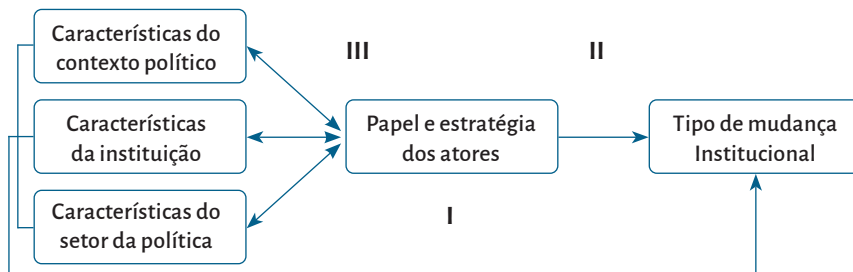 Características do
contexto político
III
II
Características
da instituição
Papel e estratégia
dos atores
Tipo de mudança
Institucional
Características do
setor da política
I